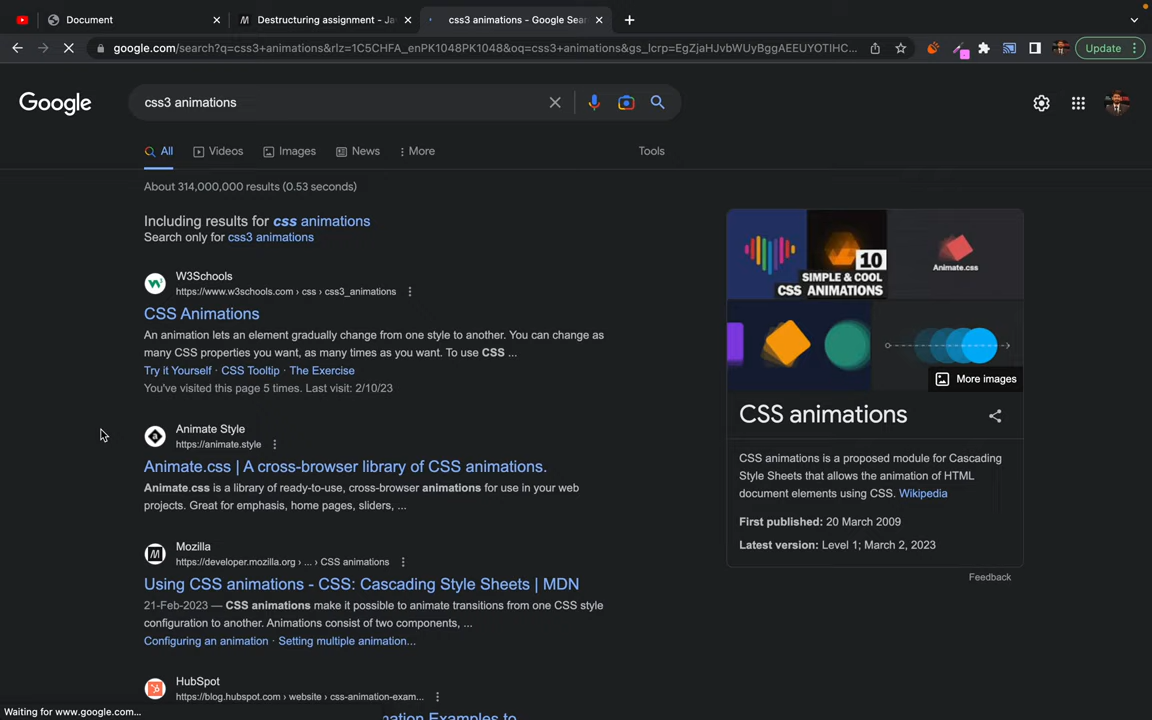 Document
Destructuring assignment - Ja
css3 animations - Google Sear
google.com/search?q=css3+animations&rlz=1C5CHFA_enPK1048PK1048&oq=css3+animations&gs_lcrp=EgZjaHJvbWUyBggAEEUYOTIHC...
Update
Google
css3 animations
All
Videos
Images
News
More
Tools
About 314,000,000 results (0.53 seconds)
Including results for css animations
Search only for css3 animations
W3Schools
https://www.w3schools.com › css › css3_animations
CSS Animations
An animation lets an element gradually change from one style to another. You can change as
many CSS properties you want, as many times as you want. To use CSS ...
Try it Yourself · CSS Tooltip · The Exercise
You've visited this page 5 times. Last visit: 2/10/23
Animate Style
https://animate.style
Animate.css | A cross-browser library of CSS animations.
Animate.css is a library of ready-to-use, cross-browser animations for use in your web
projects. Great for emphasis, home pages, sliders, ...
Mozilla
https://developer.mozilla.org › ... › CSS animations
Using CSS animations - CSS: Cascading Style Sheets | MDN
21-Feb-2023 — CSS animations make it possible to animate transitions from one CSS style
configuration to another. Animations consist of two components, ...
Configuring an animation · Setting multiple animation...
HubSpot
https://blog.hubspot.com › website › css-animation-exam...
mation Examples to
10
SIMPLE & COOL
CSS ANIMATIONS
Animate.css
More images
CSS animations
CSS animations is a proposed module for Cascading
Style Sheets that allows the animation of HTML
document elements using CSS. Wikipedia
First published: 20 March 2009
Latest version: Level 1; March 2, 2023
Feedback
Waiting for www.google.com...